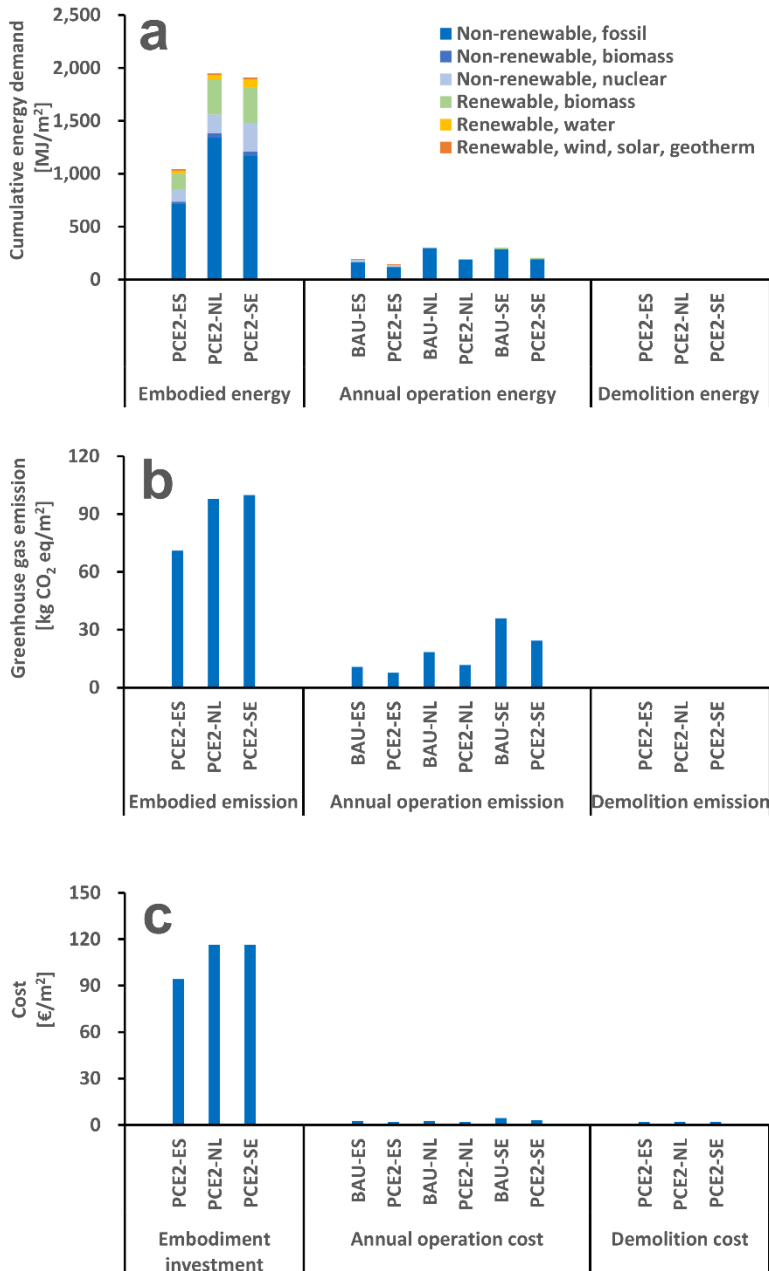 a
Cumulative energy demand
[MJ/m²]
2,500
2,000
1,500
1,000
500
0
Non-renewable, fossil
Non-renewable, biomass
Non-renewable, nuclear
Renewable, biomass
Renewable, water
Renewable, wind, solar, geotherm
PCE2-ES
PCE2-NL
PCE2-SE
BAU-ES
PCE2-ES
BAU-NL
PCE2-NL
BAU-SE
PCE2-SE
PCE2-ES
PCE2-NL
PCE2-SE
Embodied energy
Annual operation energy
Demolition energy
b
Greenhouse gas emission
[kg CO₂ eq/m²]
120
90
60
30
0
PCE2-ES
PCE2-NL
PCE2-SE
BAU-ES
PCE2-ES
BAU-NL
PCE2-NL
BAU-SE
PCE2-SE
PCE2-ES
PCE2-NL
PCE2-SE
Embodied emission
Annual operation emission
Demolition emission
c
Cost
[€/m²]
150
120
90
60
30
0
PCE2-ES
PCE2-NL
PCE2-SE
BAU-ES
PCE2-ES
BAU-NL
PCE2-NL
BAU-SE
PCE2-SE
PCE2-ES
PCE2-NL
PCE2-SE
Embodiment
investment
Annual operation cost
Demolition cost